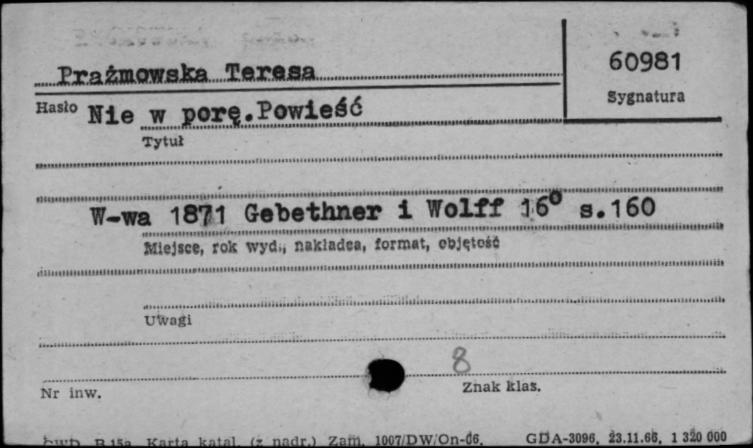 Prażmowska Teresa
60981
Hasło
Sygnatura
Nie w porę.Powieść
Tytuł
W-wa 1871 Gebethner i Wolff 16° s.160
Miejsce, rok wyd., nakładca, format, objętość
Uwagi
8
Nr inw.
Znak klas.
R 15a Karta katal. (z nadr.) Zam. 1007/DW/On-66. GDA-3096, 23.11.66, 1 320 000